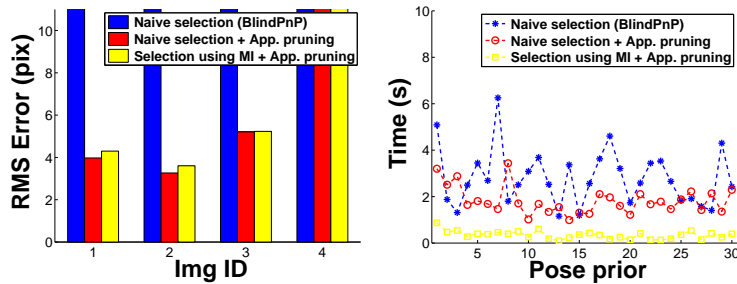 Naive selection (BlindPnP)
Naive selection + App. pruning
Selection using MI + App. pruning
RMS Error (pix)
10
8
6
4
2
0
1 2 3 4
Img ID
Naive selection (BlindPnP)
Naive selection + App. pruning
Selection using MI + App. pruning
Time (s)
10
8
6
4
2
0
5 10 15 20 25 30
Pose prior